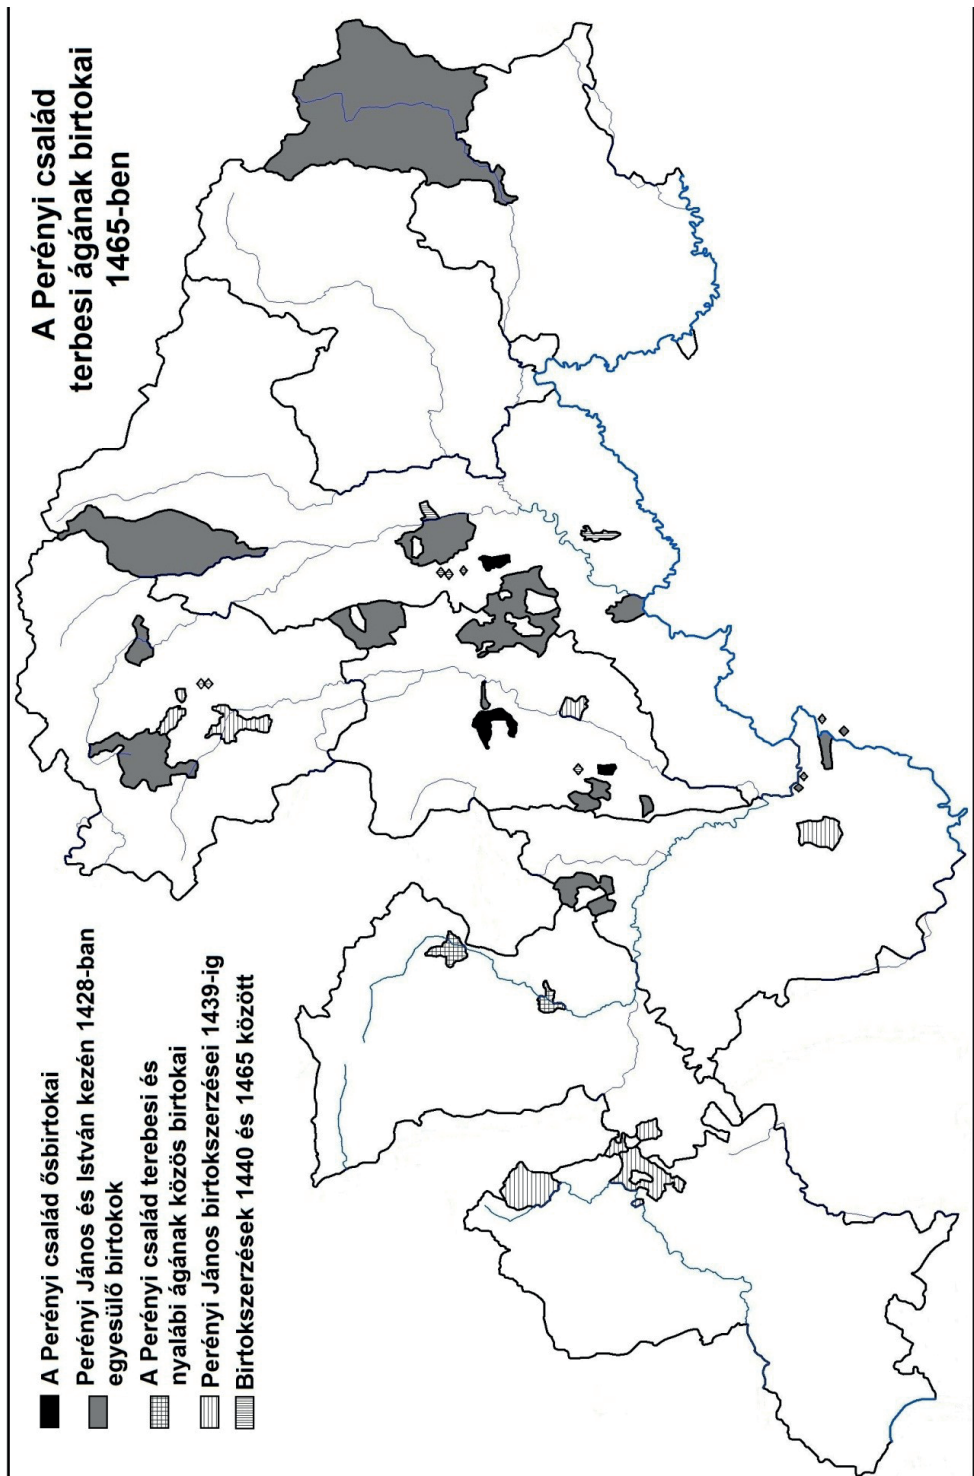 A Perényi család
terbesi ágának birtokai
1465-ben
A Perényi család ősbirtokai
Perényi János és István kezén 1428-ban
egyesülő birtokok
A Perényi család terebesi és
nyalábi ágának közös birtokai
Perényi János birtokszerzései 1439-ig
Birtokszerzések 1440 és 1465 között